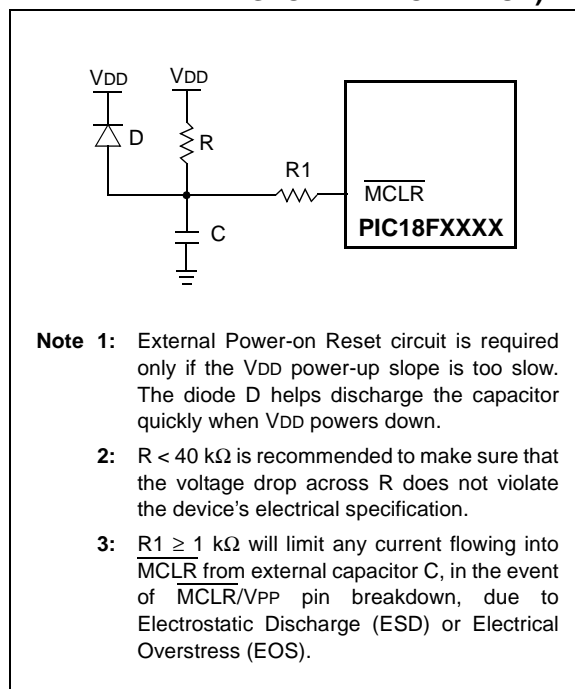 VDD VDD
D
R
R1
MCLR
C
PIC18FXXXX
Note 1: External Power-on Reset circuit is required
only if the VDD power-up slope is too slow.
The diode D helps discharge the capacitor
quickly when VDD powers down.
2: R < 40 kΩ is recommended to make sure that
the voltage drop across R does not violate
the device's electrical specification.
3: R1 ≥ 1 kΩ will limit any current flowing into
MCLR from external capacitor C, in the event
of MCLR/VPP pin breakdown, due to
Electrostatic Discharge (ESD) or Electrical
Overstress (EOS).